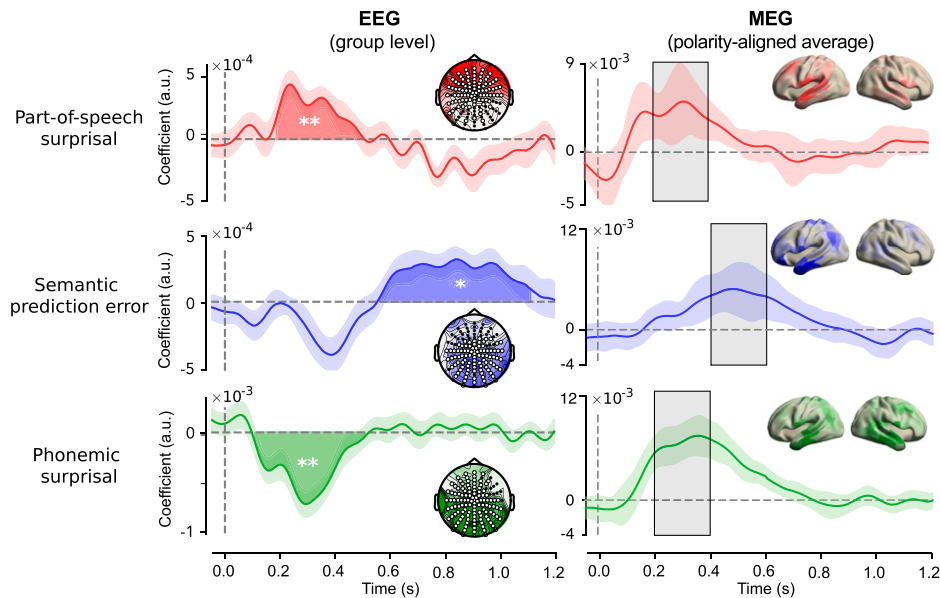 EEG
(group level)
MEG
(polarity-aligned average)
Part-of-speech
surprisal
Coefficient (a.u.)
×10⁻⁴
5
0
-5
**
Coefficient (a.u.)
×10⁻³
9
0
-5
Semantic
prediction error
Coefficient (a.u.)
×10⁻⁴
5
0
-5
*
Coefficient (a.u.)
×10⁻³
12
0
-4
Phonemic
surprisal
Coefficient (a.u.)
×10⁻³
0
-1
**
Coefficient (a.u.)
×10⁻³
12
0
-4
0.0 0.2 0.4 0.6 0.8 1.0 1.2
Time (s)
0.0 0.2 0.4 0.6 0.8 1.0 1.2
Time (s)